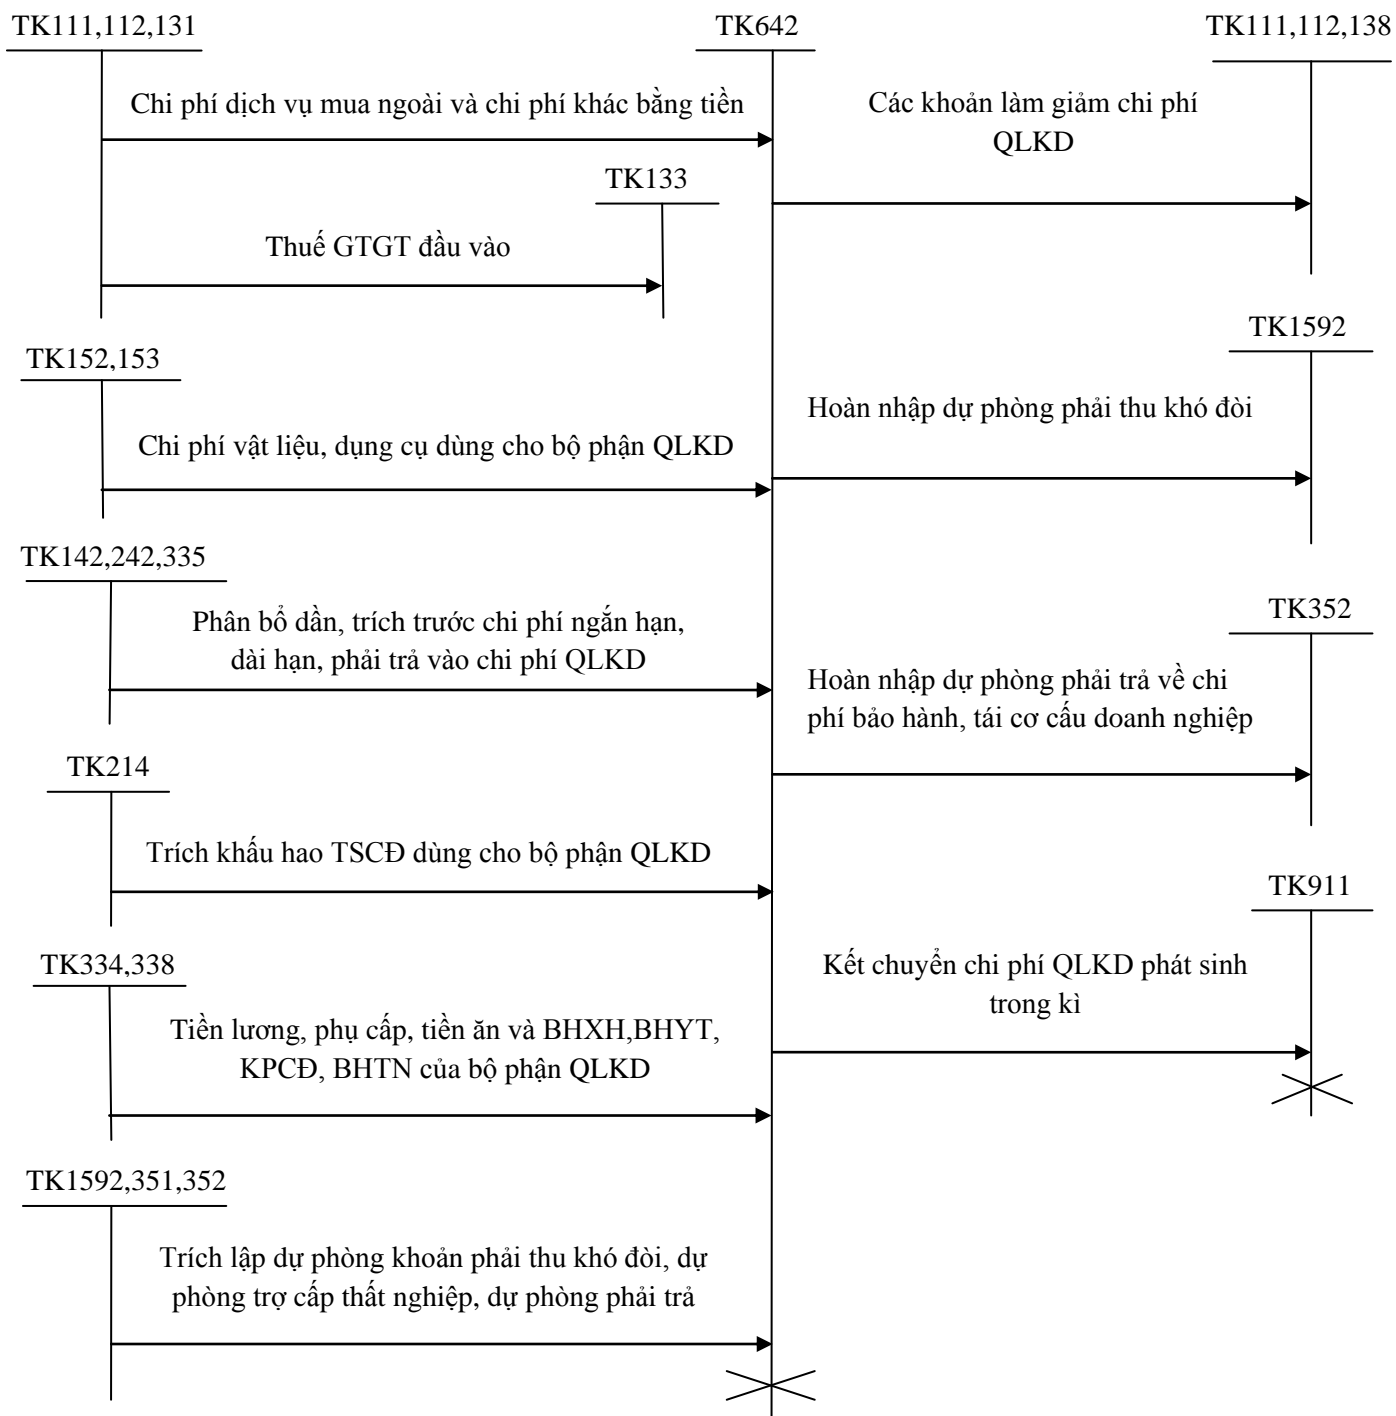 TK111,112,131
TK642
TK111,112,138
Chi phí dịch vụ mua ngoài và chi phí khác bằng tiền
Các khoản làm giảm chi phí
QLKD
TK133
Thuế GTGT đầu vào
TK1592
TK152,153
Hoàn nhập dự phòng phải thu khó đòi
Chi phí vật liệu, dụng cụ dùng cho bộ phận QLKD
TK142,242,335
Phân bổ dần, trích trước chi phí ngắn hạn,
dài hạn, phải trả vào chi phí QLKD
TK352
Hoàn nhập dự phòng phải trả về chi
phí bảo hành, tái cơ cấu doanh nghiệp
TK214
Trích khấu hao TSCĐ dùng cho bộ phận QLKD
TK911
TK334,338
Kết chuyển chi phí QLKD phát sinh
trong kì
Tiền lương, phụ cấp, tiền ăn và BHXH,BHYT,
KPCĐ, BHTN của bộ phận QLKD
TK1592,351,352
Trích lập dự phòng khoản phải thu khó đòi, dự
phòng trợ cấp thất nghiệp, dự phòng phải trả